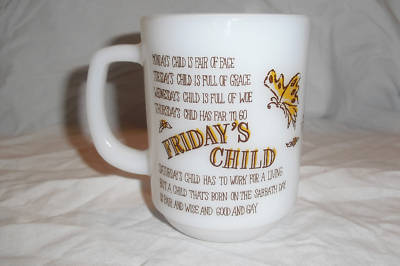 MONDAY'S CHILD IS FAIR OF FACE
TUESDAY'S CHILD IS FULL OF GRACE
WEDNESDAY'S CHILD IS FULL OF WOE
THURSDAY'S CHILD HAS FAR TO GO
FRIDAY'S
CHILD
SATURDAY'S CHILD HAS TO WORK FOR A LIVING
BUT A CHILD THAT'S BORN ON THE SABBATH DAY
IS FAIR AND WISE AND GOOD AND GAY